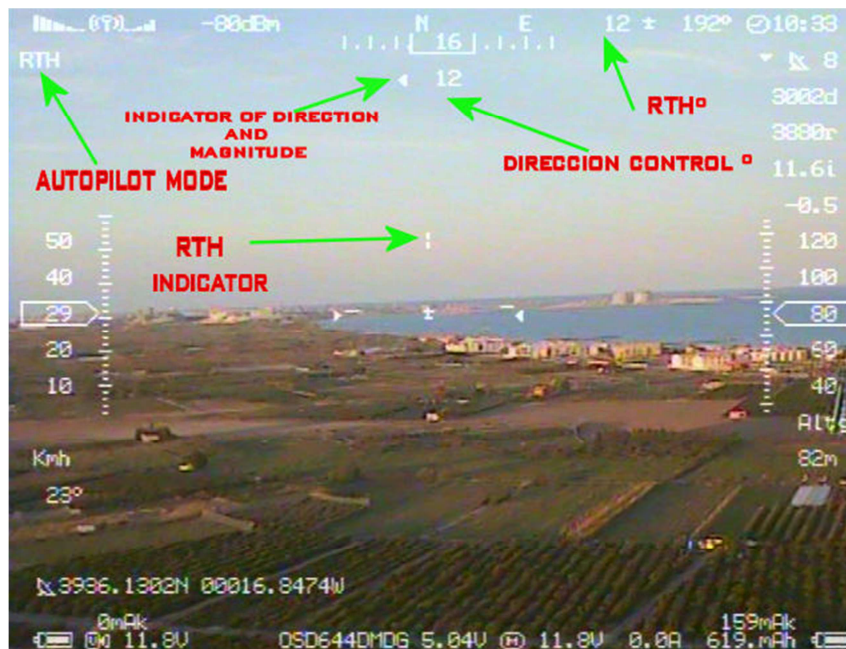 -80dBm N E 12 ± 192° 10:33
16
RTH 8
12
3002d
RTHº
INDICATOR OF DIRECTION
AND
MAGNITUDE
3880r
DIRECCION CONTROL º
11.6i
AUTOPILOT MODE
-0.5
50 RTH 120
INDICATOR
40 100
29 80
20 60
10 40
Alt
Kmh 82m
23º
3936.1302N 00016.8474W
0mAk 159mAk
11.8V OSD644DMDG 5.04V 11.8V 0.0A 619.mAh